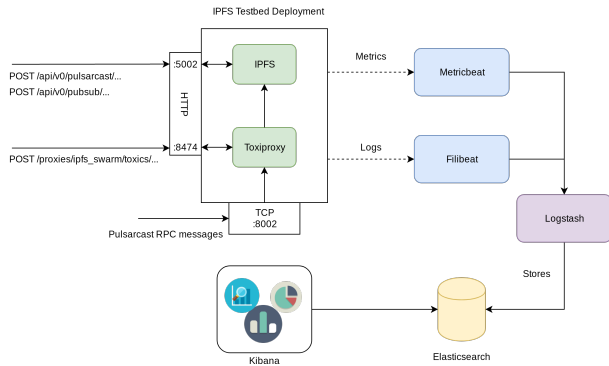 IPFS Testbed Deployment
:5002
IPFS
Metrics
Metricbeat
POST /api/v0/pulsarcast/...
POST /api/v0/pubsub/...
HTTP
:8474
Toxiproxy
Logs
Filibeat
POST /proxies/ipfs_swarm/toxics/...
TCP
:8002
Pulsarcast RPC messages
Logstash
Stores
Kibana
Elasticsearch